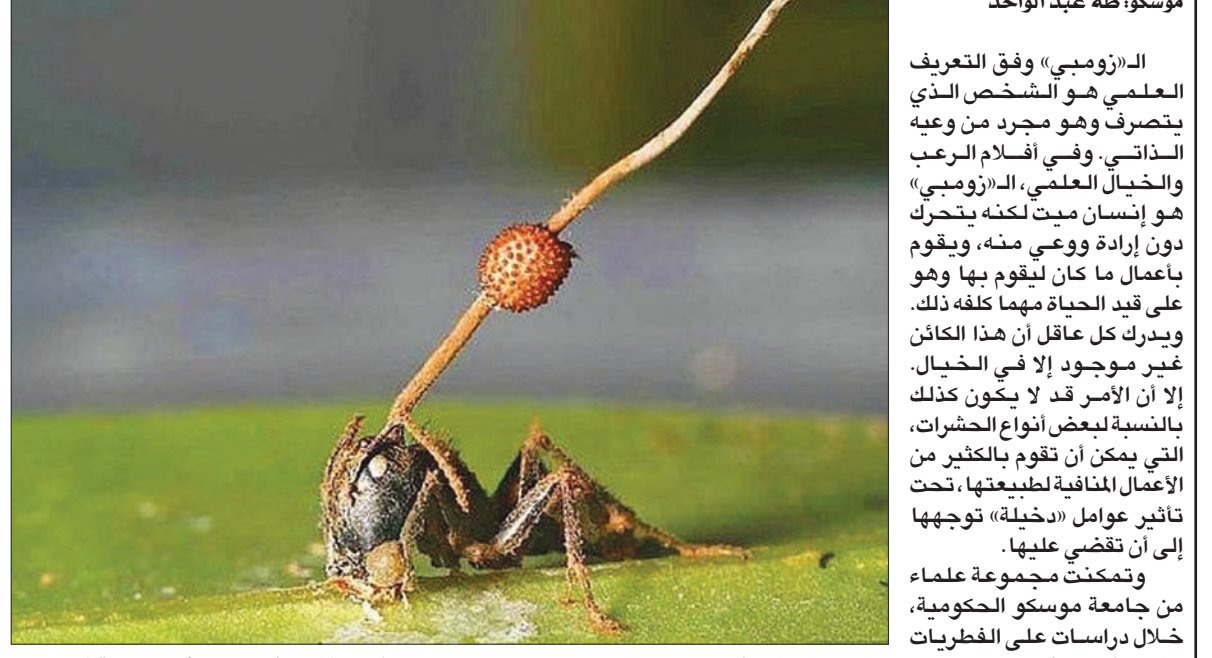 موسكو: طه عبد الواحد
الـ«زومبي» وفق التعريف
العلمي هو الشخص الذي
يتصرف وهو مجرد من وعيه
الذاتي. وفي أفلام الرعب
والخيال العلمي، الـ«زومبي»
هو إنسان ميت لكنه يتحرك
دون إرادة ووعي منه، ويقوم
بأعمال ما كان ليقوم بها وهو
على قيد الحياة مهما كلفه ذلك.
ويدرك كل عاقل أن هذا الكائن
غير موجود إلا في الخيال.
إلا أن الأمر قد لا يكون كذلك
بالنسبة لبعض أنواع الحشرات،
التي يمكن أن تقوم بالكثير من
الأعمال المنافية لطبيعتها، تحت
تأثير عوامل «دخيلة» توجهها
إلى أن تقضي عليها.
وتمكنت مجموعة علماء
من جامعة موسكو الحكومية،
خلال دراسات على الفطريات